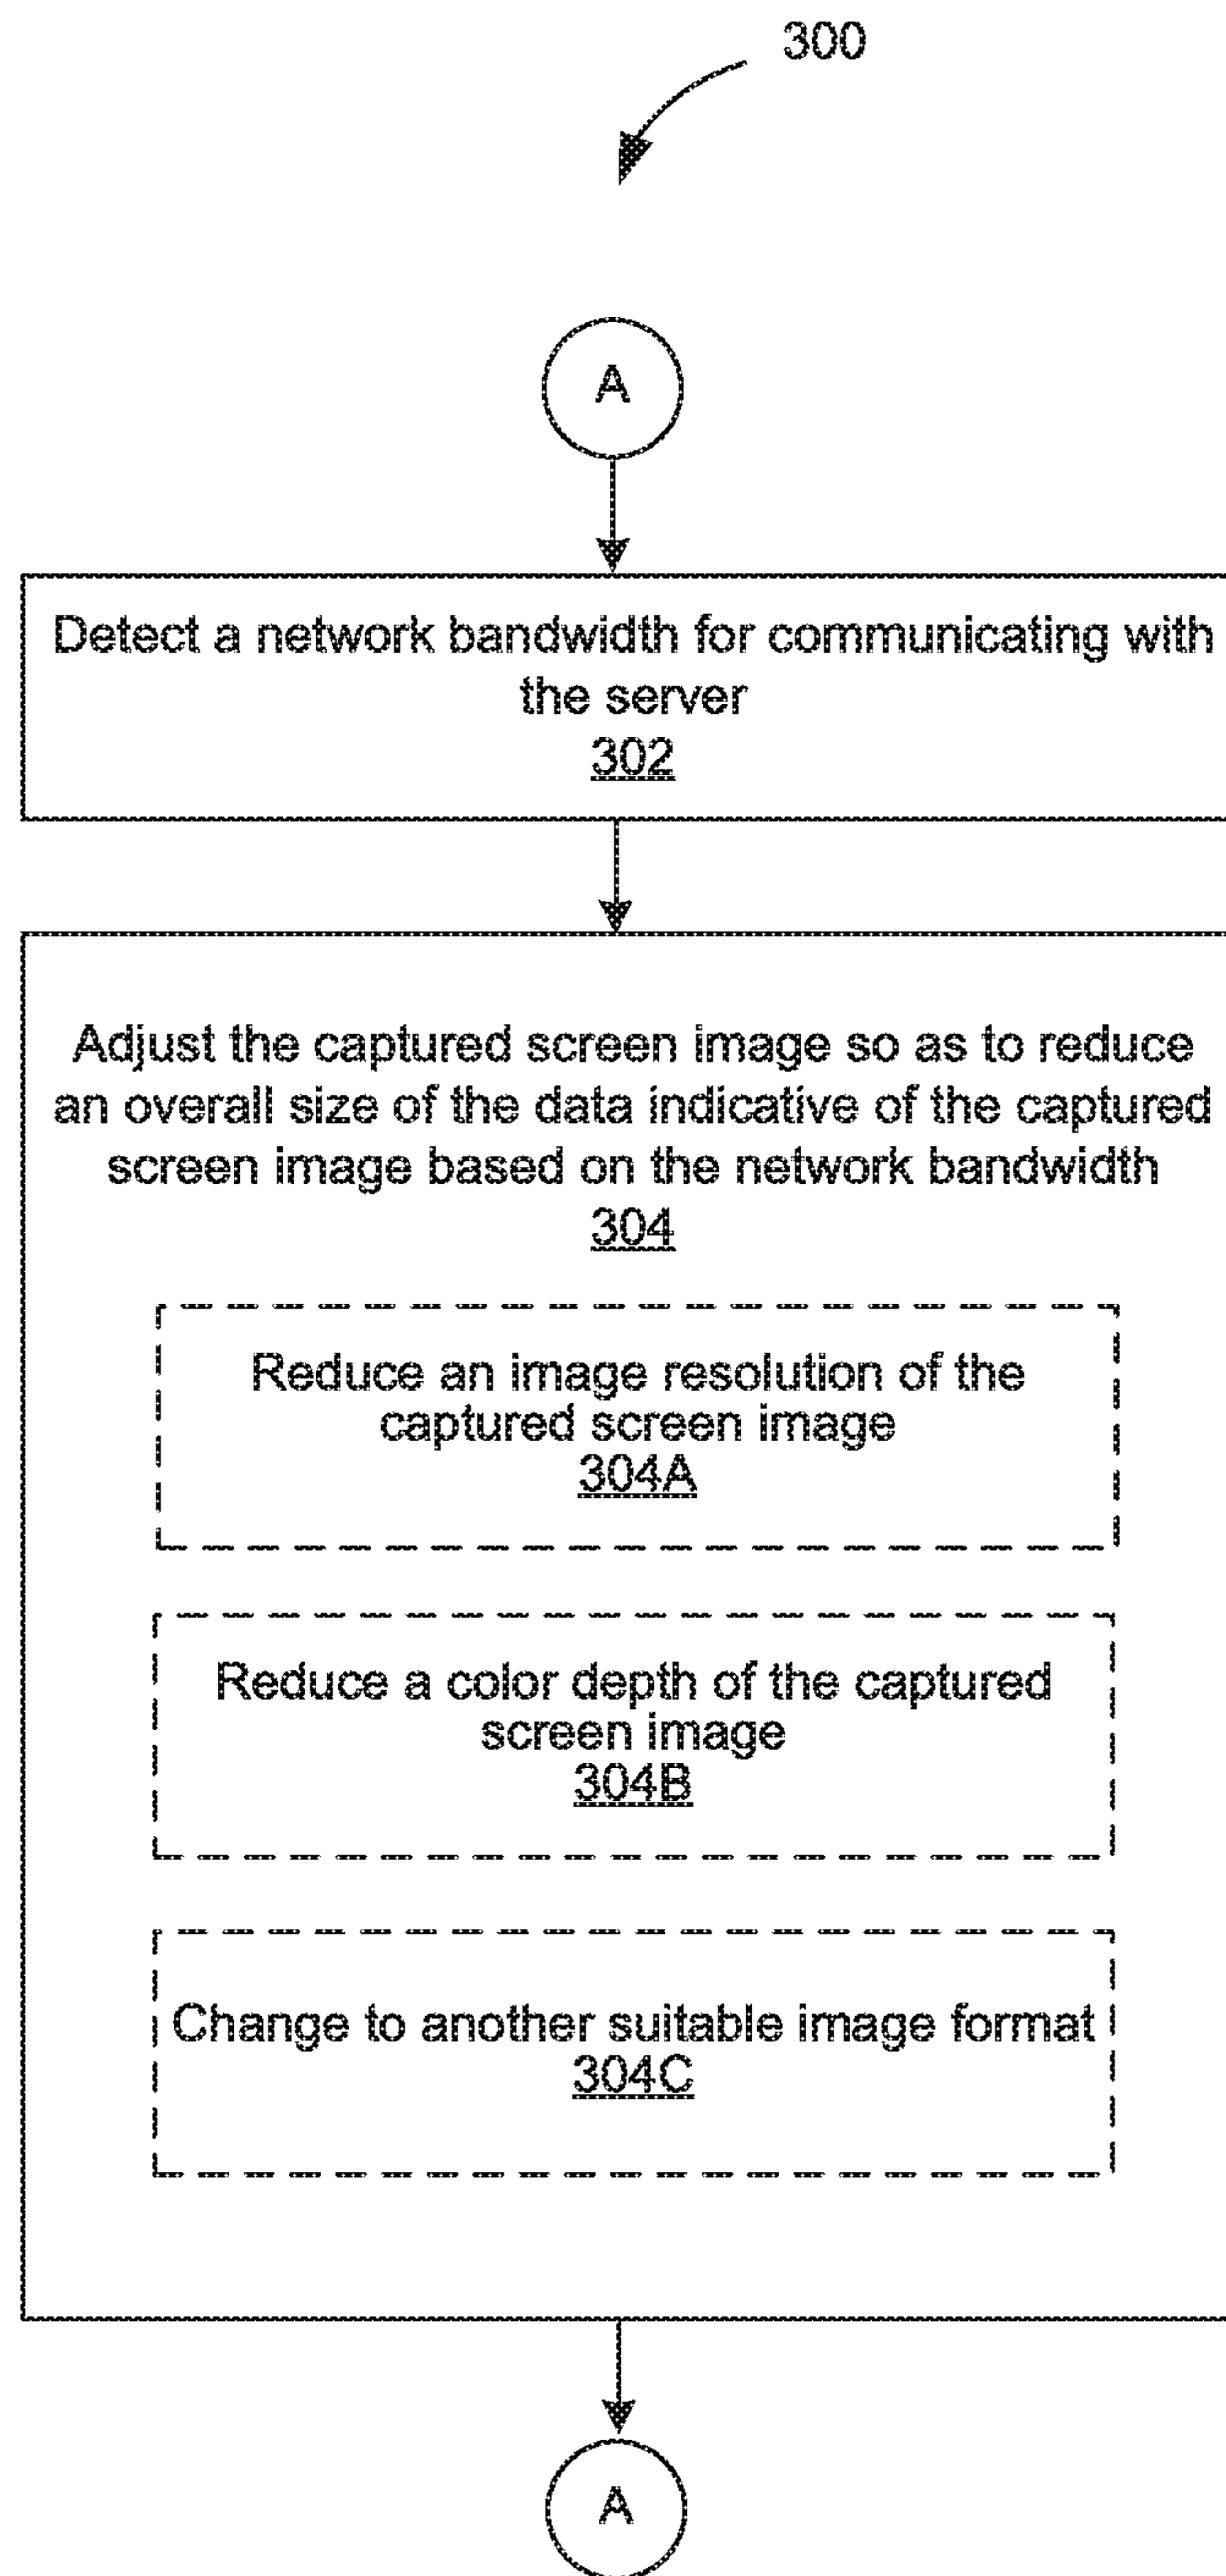 300
A
Detect a network bandwidth for communicating with
the server
302
Adjust the captured screen image so as to reduce
an overall size of the data indicative of the captured
screen image based on the network bandwidth
304
Reduce an image resolution of the
captured screen image
304A
Reduce a color depth of the captured
screen image
304B
Change to another suitable image format
304C
A